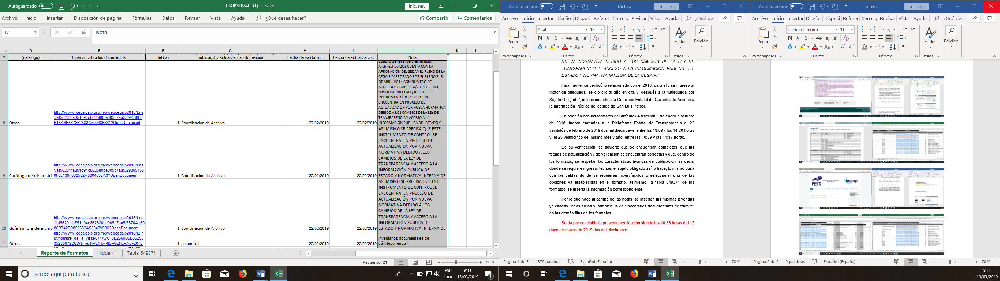 Autoguardado
LTAIPSLP84I+ (1) - Excel
Inic. ses.
Archivo Inicio Insertar Disposición de página Fórmulas Datos Revisar Vista Ayuda ¿Qué desea hacer?
Compartir Comentarios
J7
fx
Nota
D E F G H I J K L
7 (catálogo) Hipervínculo a los documentos del (la) publica(n) y actualizan la información Fecha de validación Fecha de actualización Nota
Cuadro General de Clasificación
Archivistico QUE CUENTA CON LA
APROBACIÓN DEL SEDA Y EL PLENO DE LA
CEGAIP *APROBADO POR EL PLENO EL 3
DE ABRIL 2014 CON NUMERO DE
ACUERDO CEGAIP-110/2014.S.E. ASI
MISMO SE PRECISA QUE ESTE
INSTRUMENTO DE CONTROL SE
ENCUENTRA EN PROCESO DE
ACTUALIZACIÓN POR NUEVA NORMATIVA
DEBIDO A LOS CAMBIOS DE LA LEY DE
TRANSPARENCIA Y ACCESO A LA
INFORMACIÓN PUBLICA DEL ESTADO Y
http://www.cegaipslp.org.mx/webcegaip2018N.ns
f/af56201fa851b94c862580be005c7aa5/09A86F8
B15A6B567862582A500485881?OpenDocument
8 Otros 1 Coordinacion de Archivo 22/02/2019 22/02/2019
ASI MISMO SE PRECISA QUE ESTE
INSTRUMENTO DE CONTROL SE
ENCUENTRA EN PROCESO DE
ACTUALIZACIÓN POR NUEVA
NORMATIVA DEBIDO A LOS
CAMBIOS DE LA LEY DE
TRANSPARENCIA Y ACCESO A LA
INFORMACIÓN PUBLICA DEL
ESTADO Y NORMATIVA INTERNA DE
http://www.cegaipslp.org.mx/webcegaip2018N.ns
f/af56201fa851b94c862580be005c7aa5/29365456
0F0E139F862582A500483EA3?OpenDocument
9 Catálogo de disposici 1 Coordinacion de Archivo 22/02/2019 22/02/2019
ASI MISMO SE PRECISA QUE ESTE
INSTRUMENTO DE CONTROL SE
ENCUENTRA EN PROCESO DE
ACTUALIZACIÓN POR NUEVA
NORMATIVA DEBIDO A LOS
CAMBIOS DE LA LEY DE
TRANSPARENCIA Y ACCESO A LA
INFORMACIÓN PUBLICA DEL
ESTADO Y NORMATIVA INTERNA DE
http://www.cegaipslp.org.mx/webcegaip2018N.ns
f/af56201fa851b94c862580be005c7aa5/7570A1E0
8CB742BD862582A5004896B6?OpenDocument
10 Guía Simple de archiv 1 Coordinacion de Archivo 22/02/2019 22/02/2019
http://www.cegaipslp.org.mx/webcegaip2018N2.n
sf/nombre_de_la_vista/674A7C18B2669D5B86258
35200672CCD/$File/INVENTARIO+GENERAL+2018.
11 Otros 1 ponencia I 22/02/2019 22/02/2019
Inventarios documentales de
trámiteponencia I
Reporte de Formatos Hidden_1 Tabla_549371
Recuento: 21
80 %
Escribe aquí para buscar
ESP
LAA
9:11
13/03/2019
1
Autoguardado Dicta... Inic. ses.
Archivo Inicio Insertar Diseño Disposi Referer Corresp Revisar Vista Ayuda ¿Qué de
Arial 12
Pegar
N K S ab x2 x2
A A Aa
Estilos Edición
Portapapeles Fuente Párrafo Estilos
NUEVA NORMATIVA DEBIDO A LOS CAMBIOS DE LA LEY DE
TRANSPARENCIA Y ACCESO A LA INFORMACIÓN PUBLICA DEL
ESTADO Y NORMATIVA INTERNA DE LA CEGAIP."
Finalmente, se verificó lo relacionado con el 2018, para ello se ingresó al
motor de búsqueda, se dio clic al año en cita y, después a la "Búsqueda por
Sujeto Obligado", seleccionando a la Comisión Estatal de Garantía de Acceso a
la Información Pública del estado de San Luis Potosí.
En relación con los formatos del artículo 84 fracción I, de enero a octubre
de 2018, fueron cargados a la Plataforma Estatal de Transparencia el 22
veintidós de febrero de 2019 dos mil diecinueve, entre las 13:09 y las 14:20 horas
y; el 25 veinticinco del mismo mes y año, entre las 10:59 y las 11:17 horas.
De su verificación, se advierte que se encuentran completos, que las
fechas de actualización y de validación se encuentran correctas y que, dentro de
los formatos, se respetan las características técnicas de publicación, es decir,
donde se requiere ingresar fechas, el sujeto obligado así lo hace, lo mismo pasa
con las celdas donde se requieren hipervínculos o seleccionar una de las
opciones ya establecidas en el formato, asimismo, la tabla 549371 de los
formatos, se inserta la información correspondiente.
Por lo que hace al campo de las notas, se insertan las mismas leyendas
ya citadas líneas arriba y, también, la de "Inventarios documentales de trámite"
en las demás filas de los formatos.
Se da por concluida la presente verificación siendo las 10:56 horas del 12
doce de marzo de 2019 dos mil diecinueve.
Página 4 de 5 1379 palabras Español (España) 70 %
Autoguardado scree... Inic. ses.
Archivo Inicio Insertar Diseño Disposi Referer Corresp Revisar Vista Ayuda ¿Qué de
Calibri (Cuerpo) 11
Pegar
N K S ab x2 x2
A A Aa
Estilos Edición
Portapapeles Fuente Párrafo Estilos
cegaip
PETS
cegaip
Página 2 de 2 0 palabras Español (España) 70 %
9:11
13/03/2019